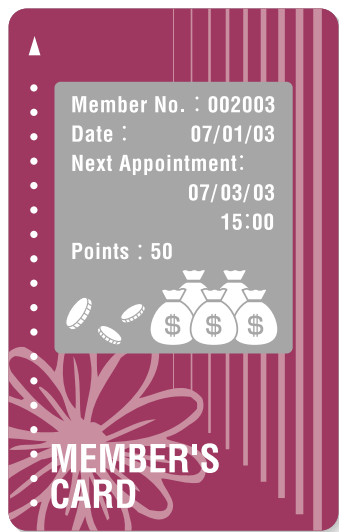 Member No. : 002003
Date : 07/01/03
Next Appointment:
07/03/03
15:00
Points : 50
$ $ $
MEMBER'S
CARD